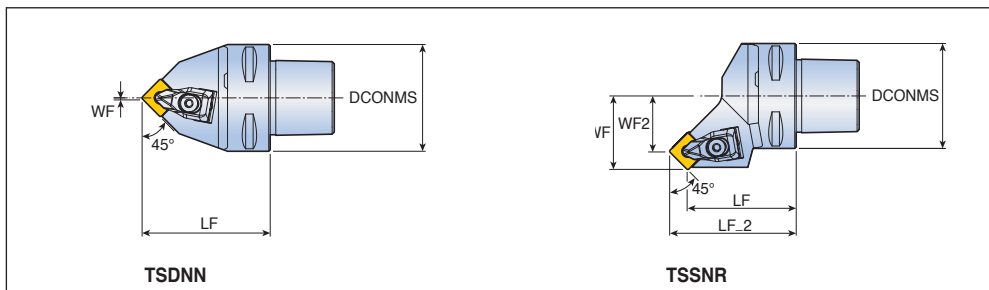 WF
45°
DCONMS
LF
TSDNN
WF
WF2
45°
DCONMS
LF
LF_2
TSSNR